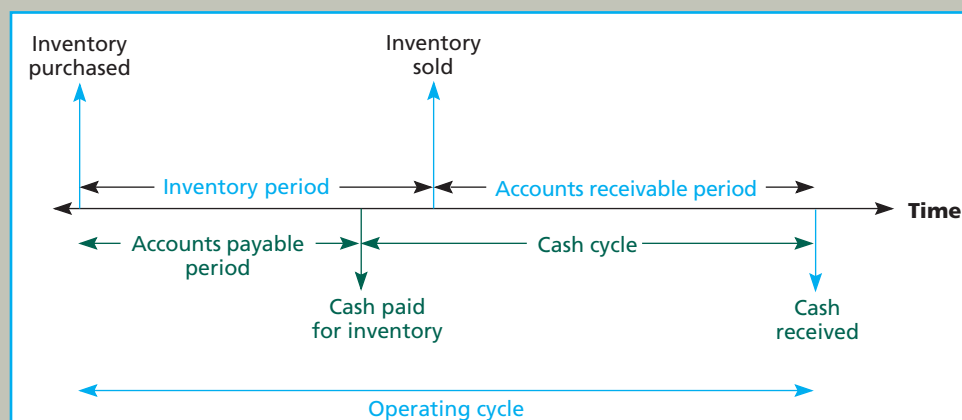 Inventory
purchased
Inventory
sold
Inventory period
Accounts receivable period
Time
Accounts payable
period
Cash cycle
Cash paid
for inventory
Cash
received
Operating cycle